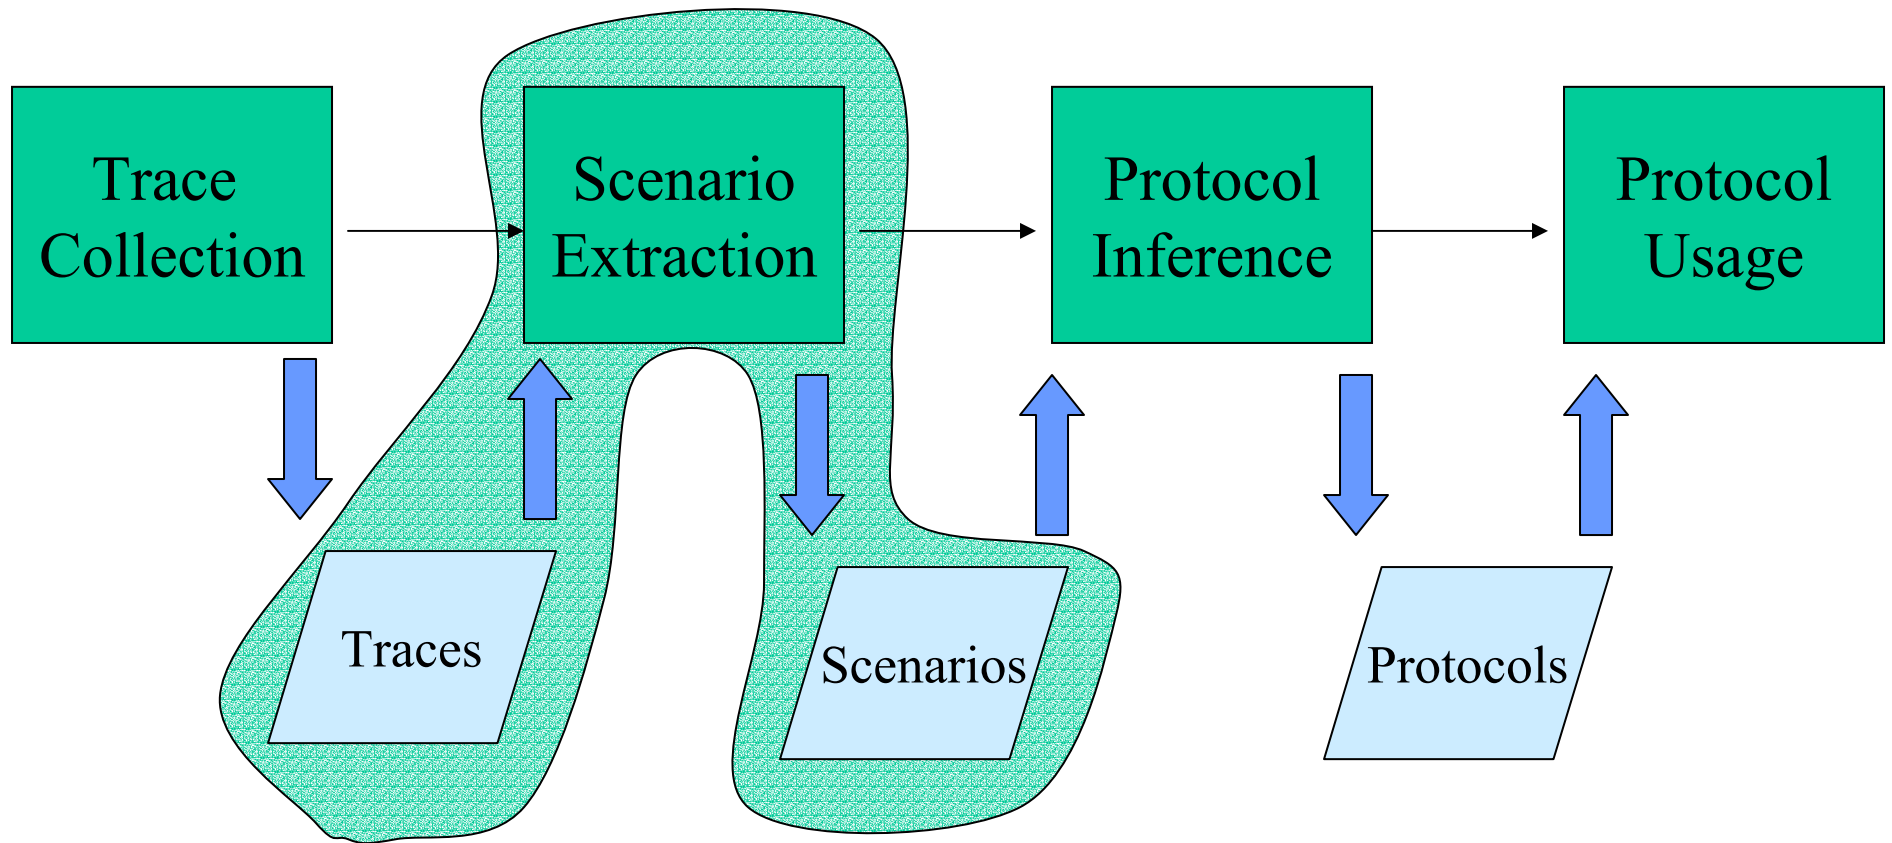 Trace
Collection
Scenario
Extraction
Protocol
Inference
Protocol
Usage
Traces
Scenarios
Protocols